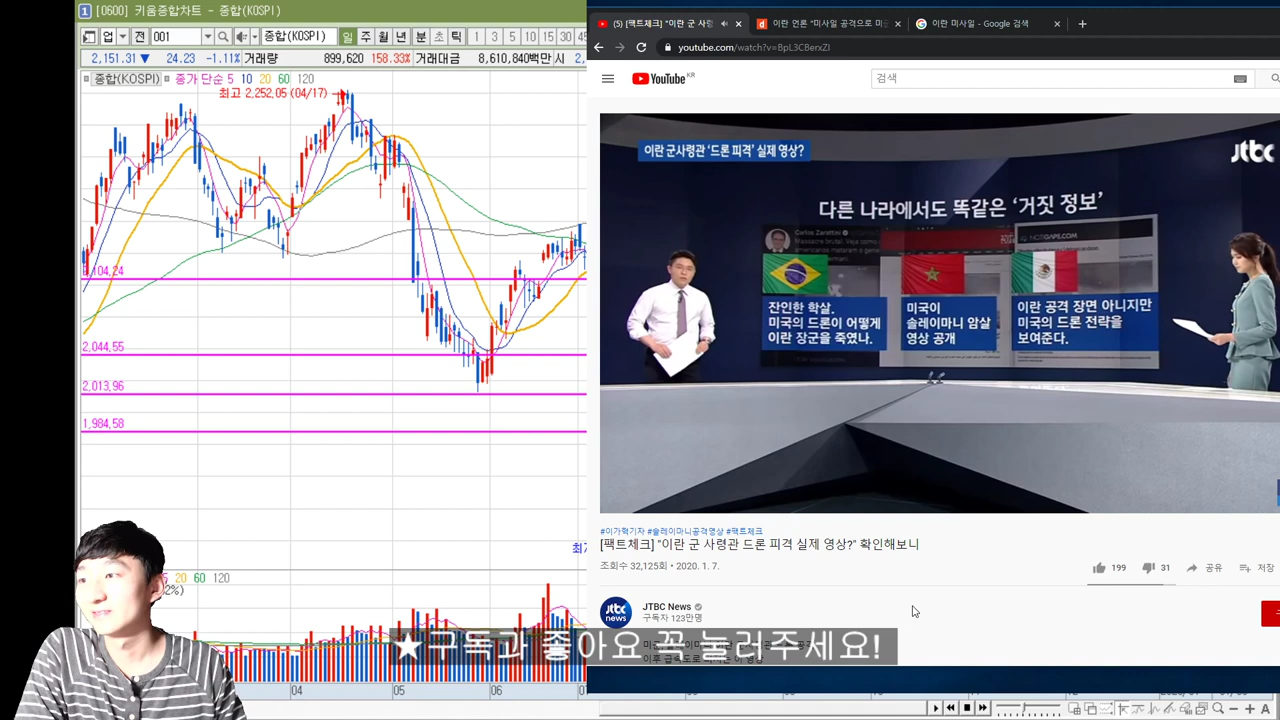 1 [0600] 키움종합차트 - 종합(KOSPI)
업 전 001 종합(KOSPI) 일 주 월 년 분 초 틱 1 3 5 10 15 30 45
2,151.31 ▼ 24.23 -1.11% 거래량 899,620 158.33% 거래대금 8,610,840백만 시 2,
종합(KOSPI) 종가 단순 5 10 20 60 120
최고 2,252.05 (04/17)
2,044.55
2,013.96
1,984.58
20 60 120
04 05 06
(5) [팩트체크] "이란 군 사령
이란 언론 "미사일 공격으로 미군
이란 미사일 - Google 검색
youtube.com/watch?v=BpL3CBerxZI
YouTube KR
검색
이란 군사령관 '드론 피격' 실제 영상?
jtbc
다른 나라에서도 똑같은 '거짓 정보'
Carlos Zarattini
잔인한 학살.
미국의 드론이 어떻게
이란 장군을 죽였나.
미국이
솔레이마니 암살
영상 공개
이란 공격 장면 아니지만
미국의 드론 전략을
보여준다.
#이가혁기자 #솔레이마니공격영상 #팩트체크
[팩트체크] "이란 군 사령관 드론 피격 실제 영상?" 확인해보니
조회수 32,125회 • 2020. 1. 7.
199 31 공유 저장
jtbc news
JTBC News
구독자 123만명
★구독과 좋아요 꼭 눌러주세요!